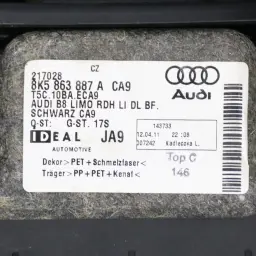 217028 CZ
8K5 863 887 A CA9
T5C.10BA.ECA9
AUDI B8 LIMO RDH LI DL BF.
SCHWARZ CA9
Q-ST: G-ST. 17S
IDEAL JA9
AUTOMOTIVE
Audi
143733
12.04.11 22:08
207242 Kadlecova L.
Dekor > PET + Schmelzfaser <
Träger > PP + PET + Kenaf <
Top C
146